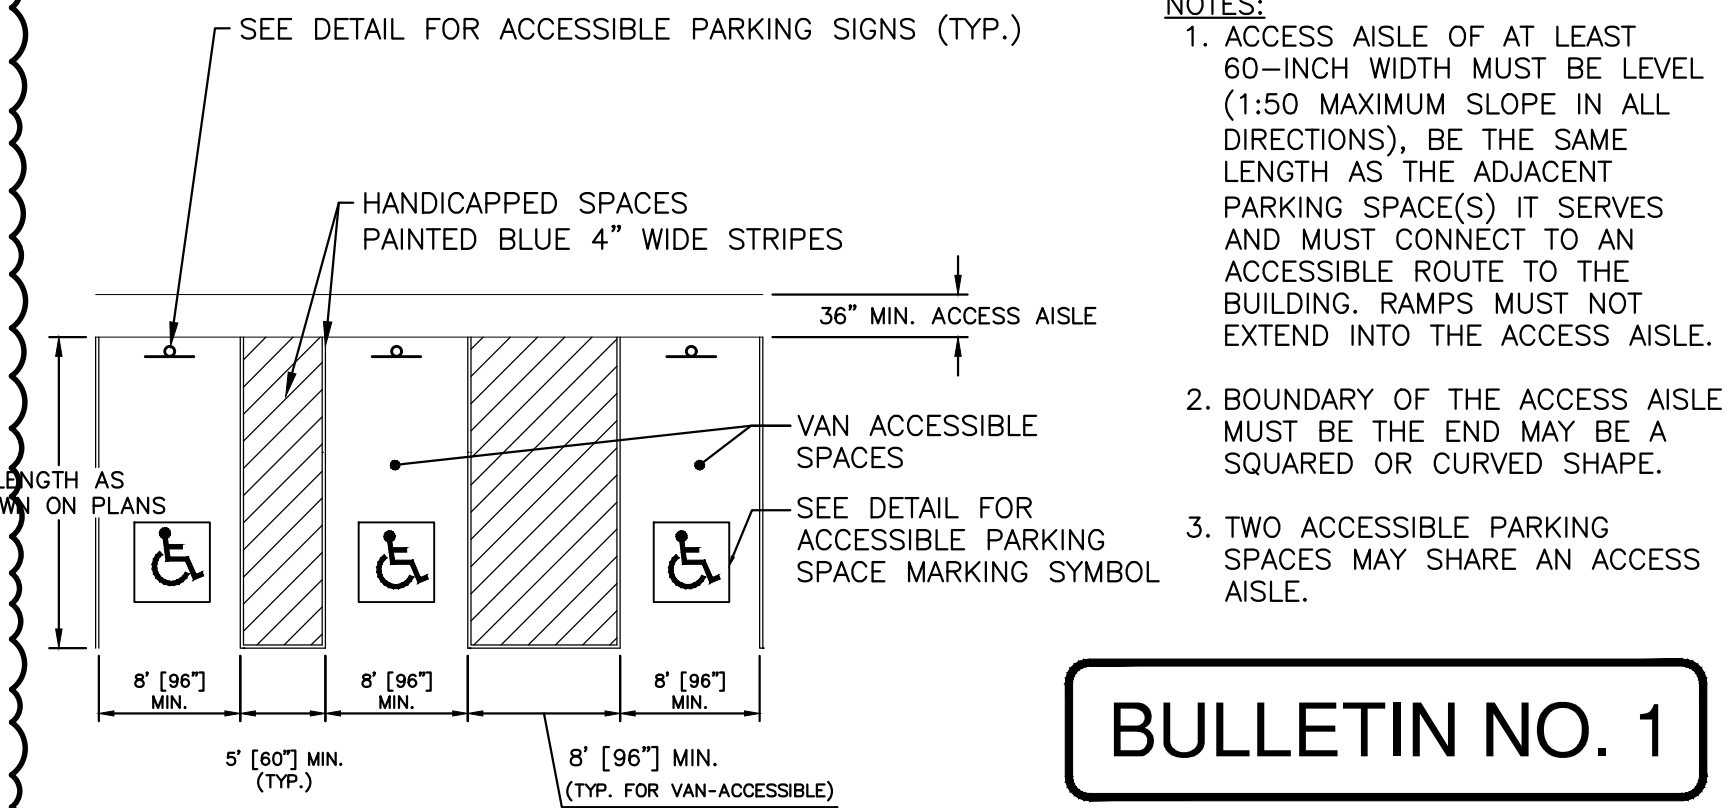 SEE DETAIL FOR ACCESSIBLE PARKING SIGNS (TYP.)
HANDICAPPED SPACES
PAINTED BLUE 4" WIDE STRIPES
36" MIN. ACCESS AISLE
VAN ACCESSIBLE
SPACES
AS
ON PLANS
SEE DETAIL FOR
ACCESSIBLE PARKING
SPACE MARKING SYMBOL
8' [96"]
MIN.
8' [96"]
MIN.
8' [96"]
MIN.
5' [60"] MIN.
(TYP.)
8' [96"] MIN.
(TYP. FOR VAN-ACCESSIBLE)
NOTES:
1. ACCESS AISLE OF AT LEAST
60-INCH WIDTH MUST BE LEVEL
(1:50 MAXIMUM SLOPE IN ALL
DIRECTIONS), BE THE SAME
LENGTH AS THE ADJACENT
PARKING SPACE(S) IT SERVES
AND MUST CONNECT TO AN
ACCESSIBLE ROUTE TO THE
BUILDING. RAMPS MUST NOT
EXTEND INTO THE ACCESS AISLE.
2. BOUNDARY OF THE ACCESS AISLE
MUST BE THE END MAY BE A
SQUARED OR CURVED SHAPE.
3. TWO ACCESSIBLE PARKING
SPACES MAY SHARE AN ACCESS
AISLE.
BULLETIN NO. 1